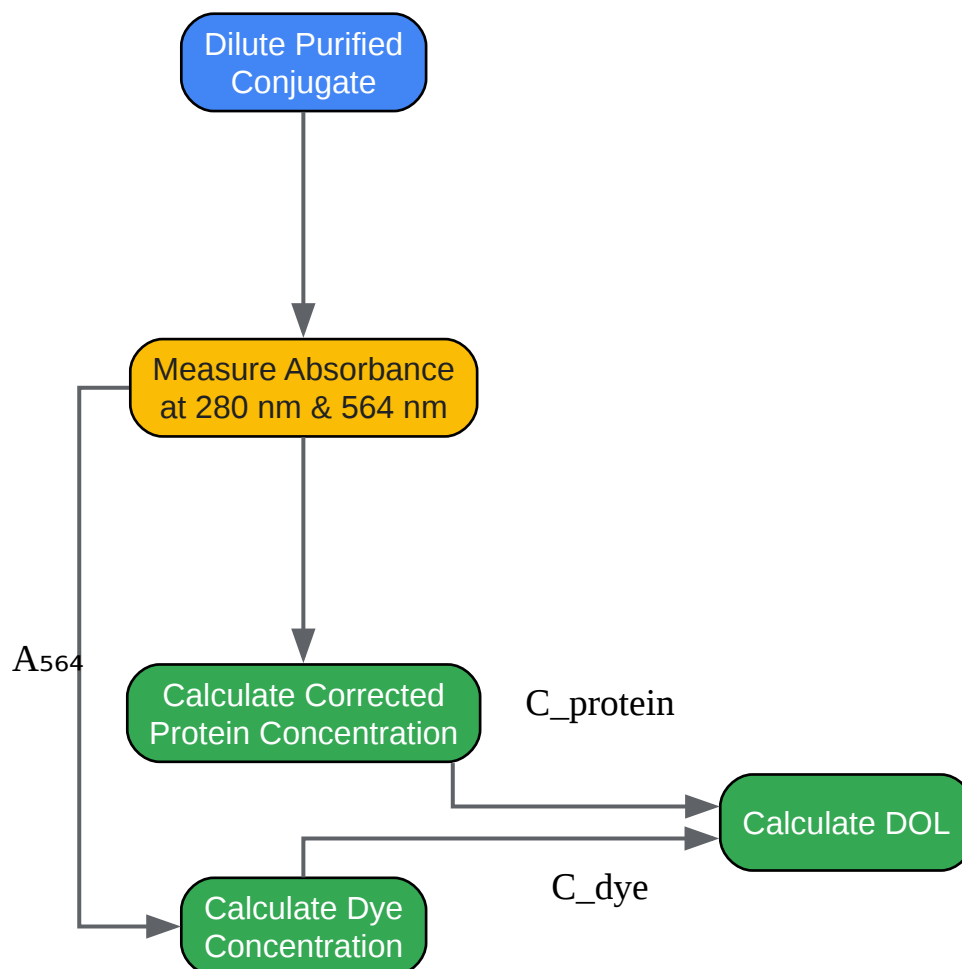 Dilute Purified
Conjugate
Measure Absorbance
at 280 nm & 564 nm
A₅₆₄
Calculate Corrected
Protein Concentration
C_protein
Calculate DOL
C_dye
Calculate Dye
Concentration